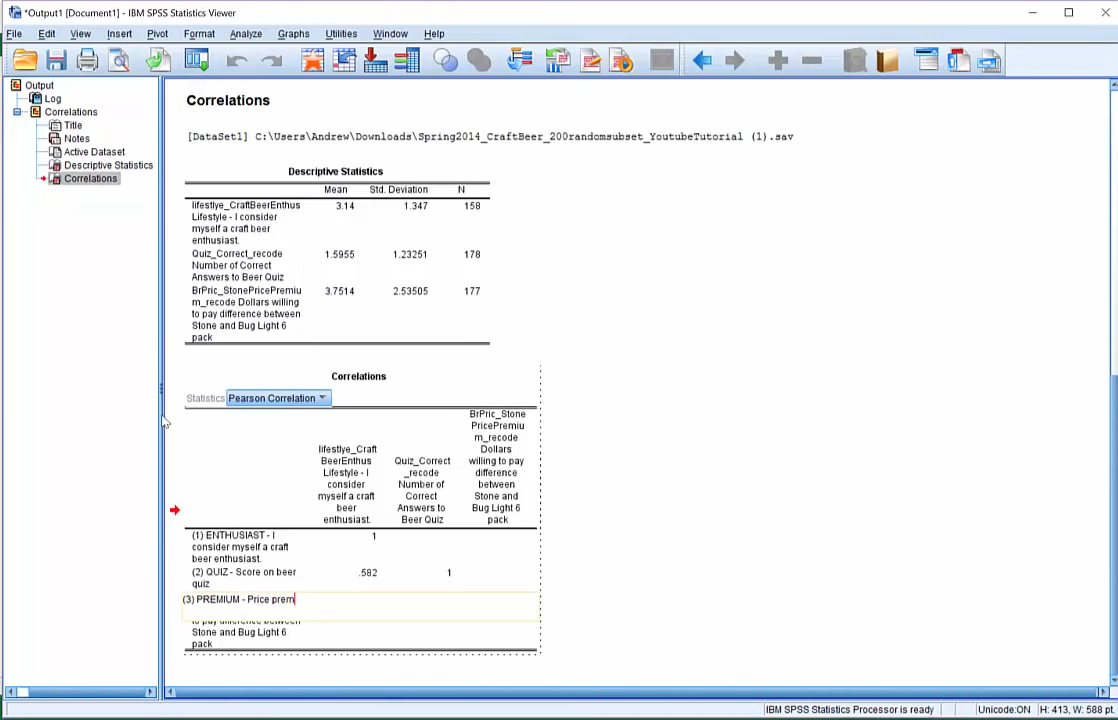 *Output1 [Document1] - IBM SPSS Statistics Viewer
File Edit View Insert Pivot Format Analyze Graphs Utilities Window Help
Output
Log
Correlations
Title
Notes
Active Dataset
Descriptive Statistics
Correlations
Correlations
[DataSet1] C:\Users\Andrew\Downloads\Spring2014_CraftBeer_200randomsubset_YoutubeTutorial (1).sav
Descriptive Statistics
Mean Std. Deviation N
lifestlye_CraftBeerEnthus 3.14 1.347 158
Lifestyle - I consider
myself a craft beer
enthusiast.
Quiz_Correct_recode 1.5955 1.23251 178
Number of Correct
Answers to Beer Quiz
BrPric_StonePricePremiu 3.7514 2.53505 177
m_recode Dollars willing
to pay difference between
Stone and Bug Light 6
pack
Correlations
Statistics Pearson Correlation
lifestlye_Craft
BeerEnthus
Lifestyle - I
consider
myself a craft
beer
enthusiast.
Quiz_Correct
_recode
Number of
Correct
Answers to
Beer Quiz
BrPric_Stone
PricePremiu
m_recode
Dollars
willing to pay
difference
between
Stone and
Bug Light 6
pack
(1) ENTHUSIAST - I 1
consider myself a craft
beer enthusiast.
(2) QUIZ - Score on beer .582 1
quiz
(3) PREMIUM - Price prem
to pay difference between
Stone and Bug Light 6
pack
IBM SPSS Statistics Processor is ready Unicode:ON H: 413, W: 588 pt.